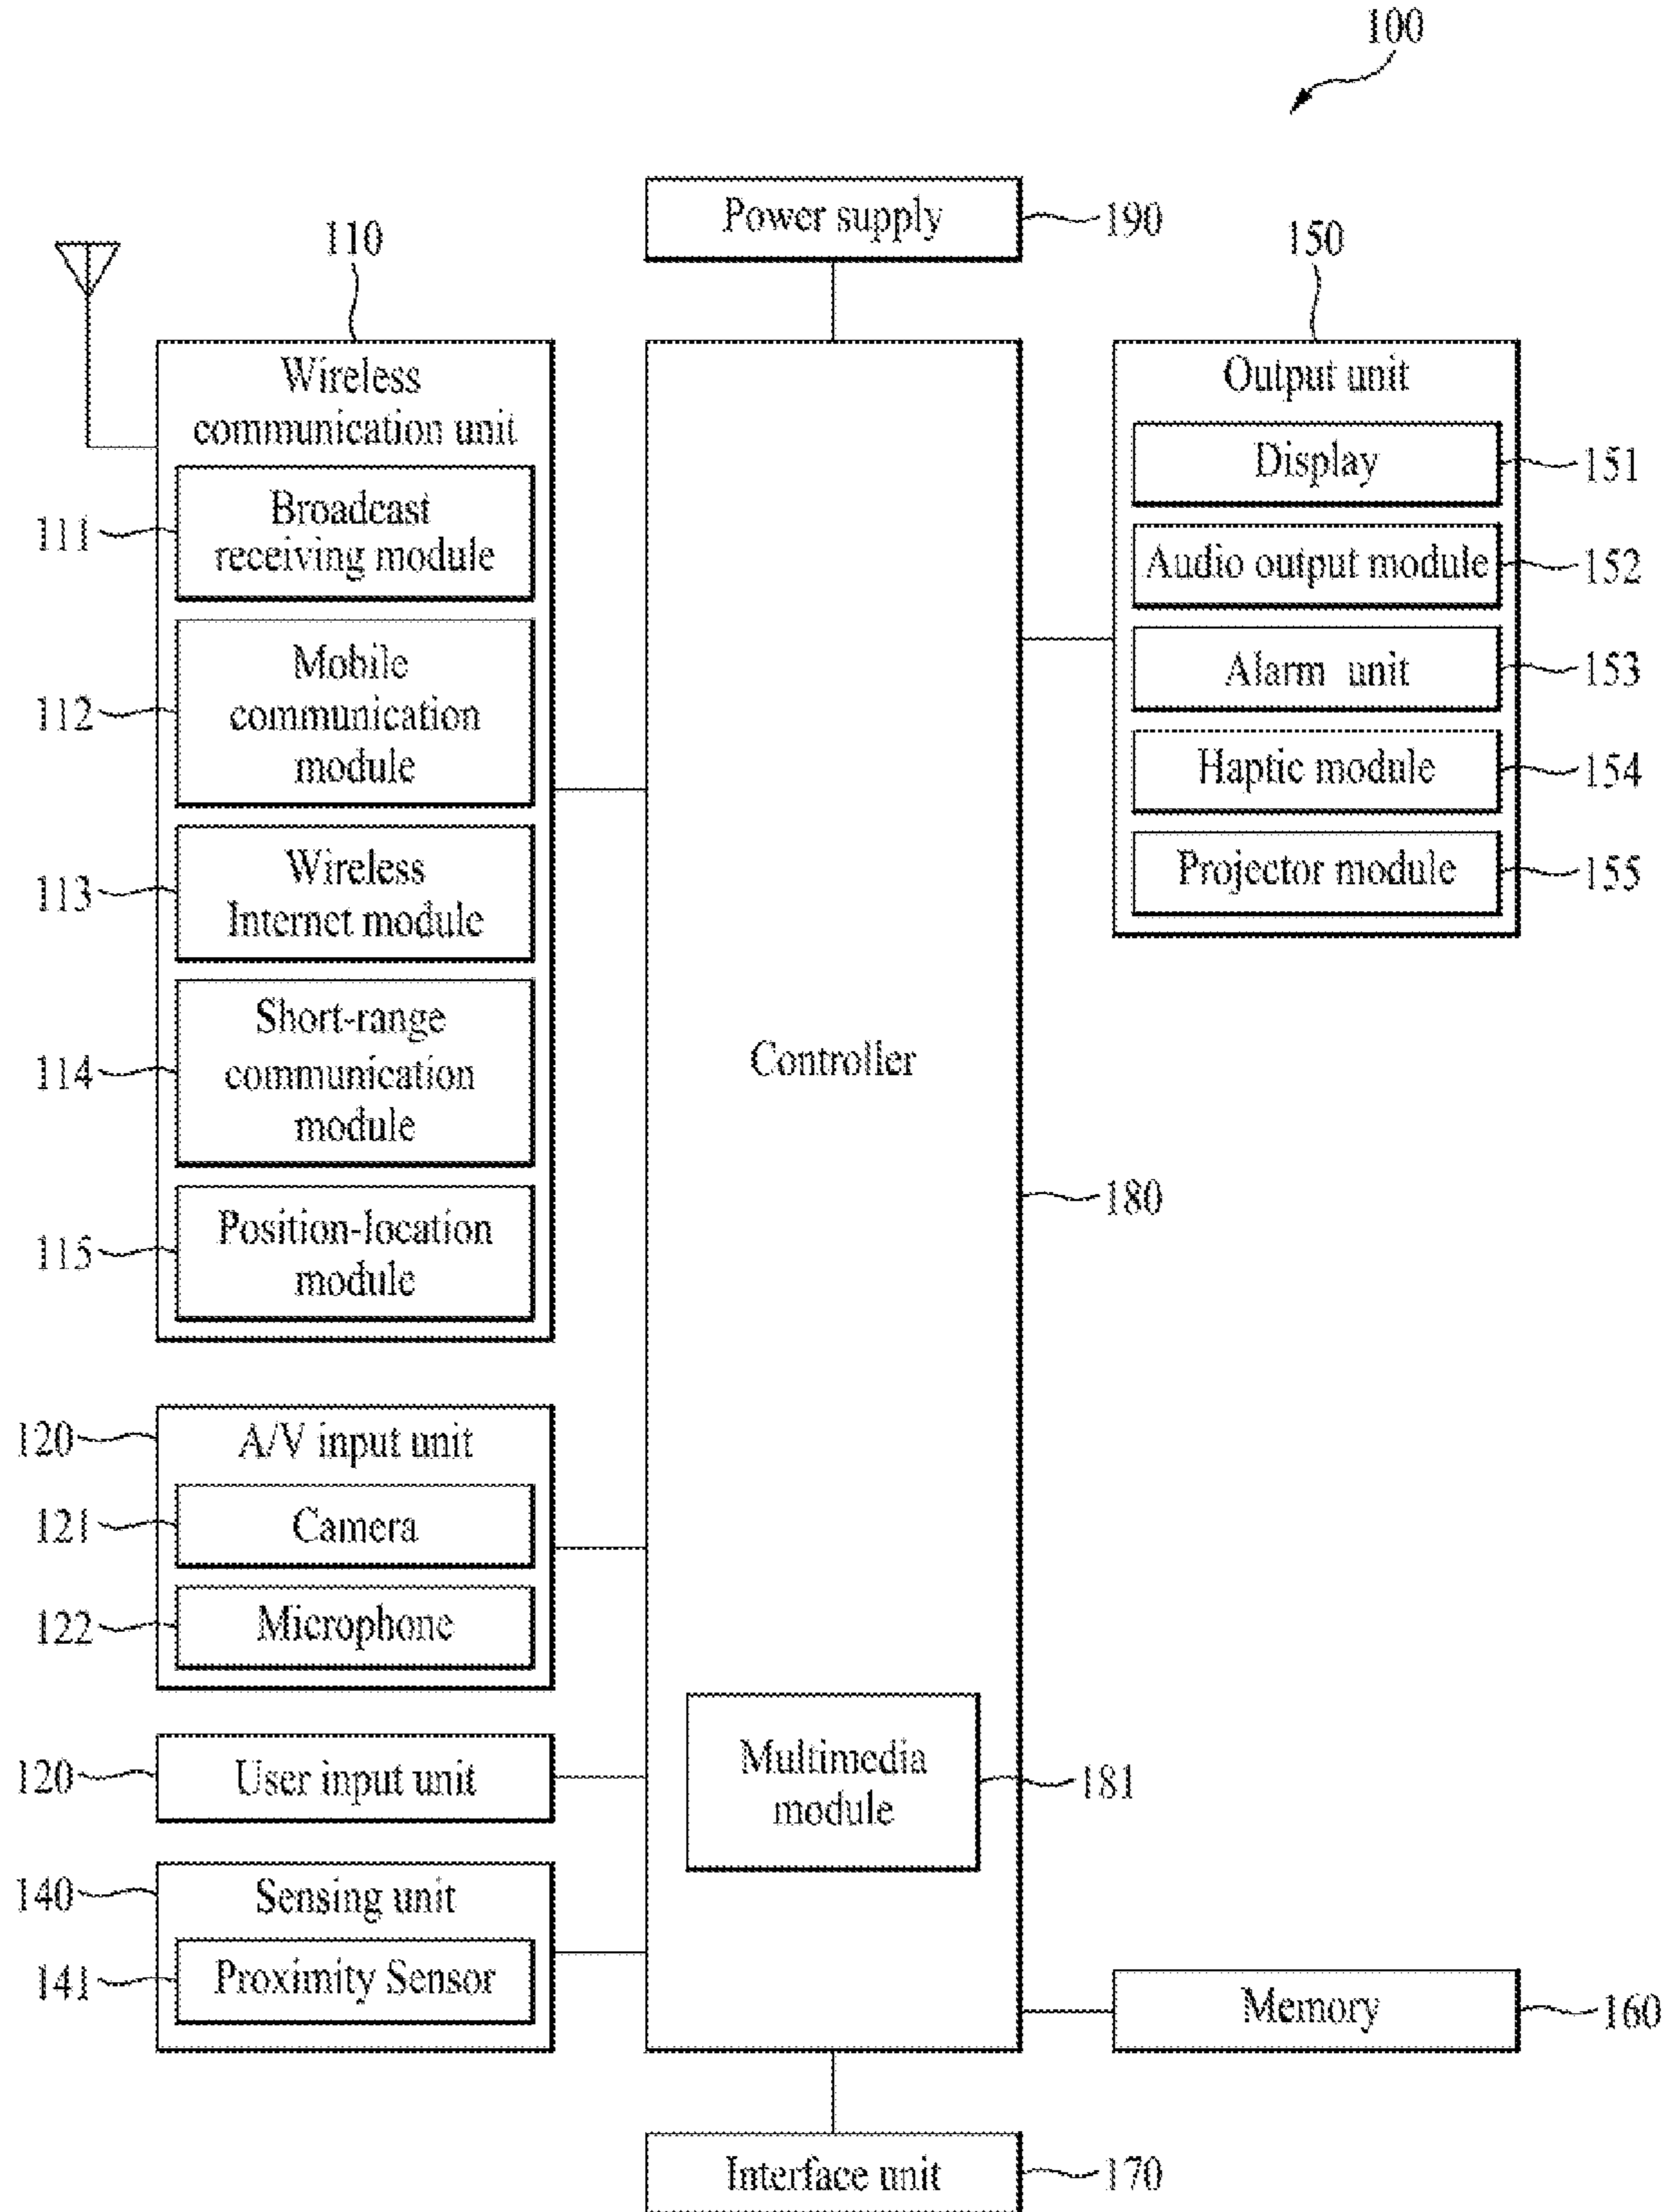 100
Power supply
190
110
150
Wireless
communication unit
Broadcast
receiving module
111
Mobile
communication
module
112
Wireless
Internet module
113
Short-range
communication
module
114
Position-location
module
115
Output unit
Display
151
Audio output module
152
Alarm unit
153
Haptic module
154
Projector module
155
Controller
180
120
A/V input unit
121
Camera
122
Microphone
120
User input unit
Multimedia
module
181
140
Sensing unit
141
Proximity Sensor
Memory
160
Interface unit
170